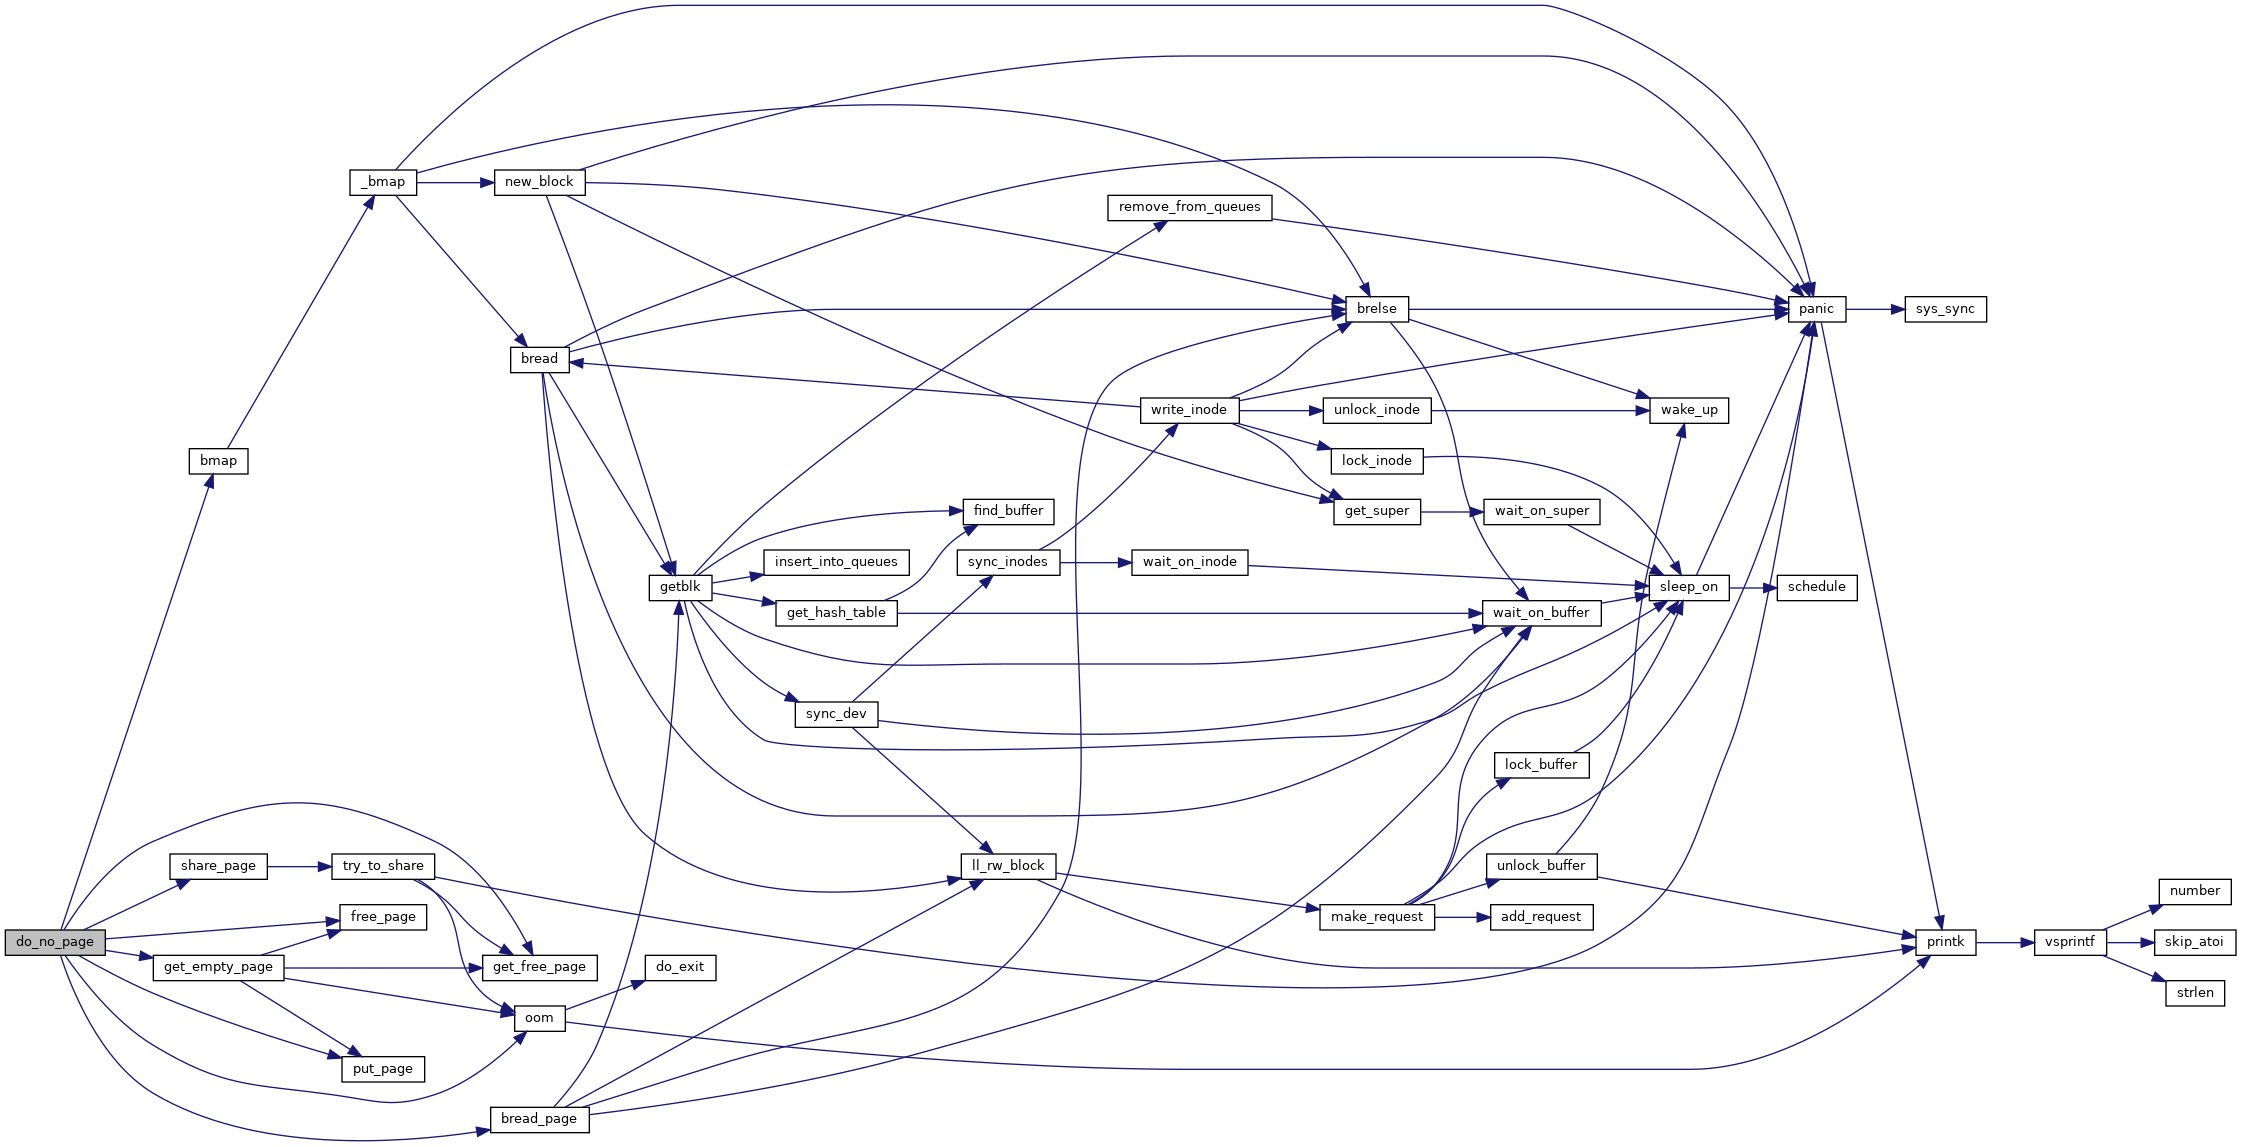 _bmap
new_block
remove_from_queues
brelse
panic
sys_sync
bread
write_inode
unlock_inode
wake_up
bmap
lock_inode
find_buffer
get_super
wait_on_super
insert_into_queues
sync_inodes
wait_on_inode
getblk
sleep_on
schedule
get_hash_table
wait_on_buffer
sync_dev
lock_buffer
share_page
try_to_share
ll_rw_block
unlock_buffer
number
free_page
make_request
add_request
do_no_page
printk
vsprintf
skip_atoi
get_empty_page
get_free_page
do_exit
strlen
oom
put_page
bread_page